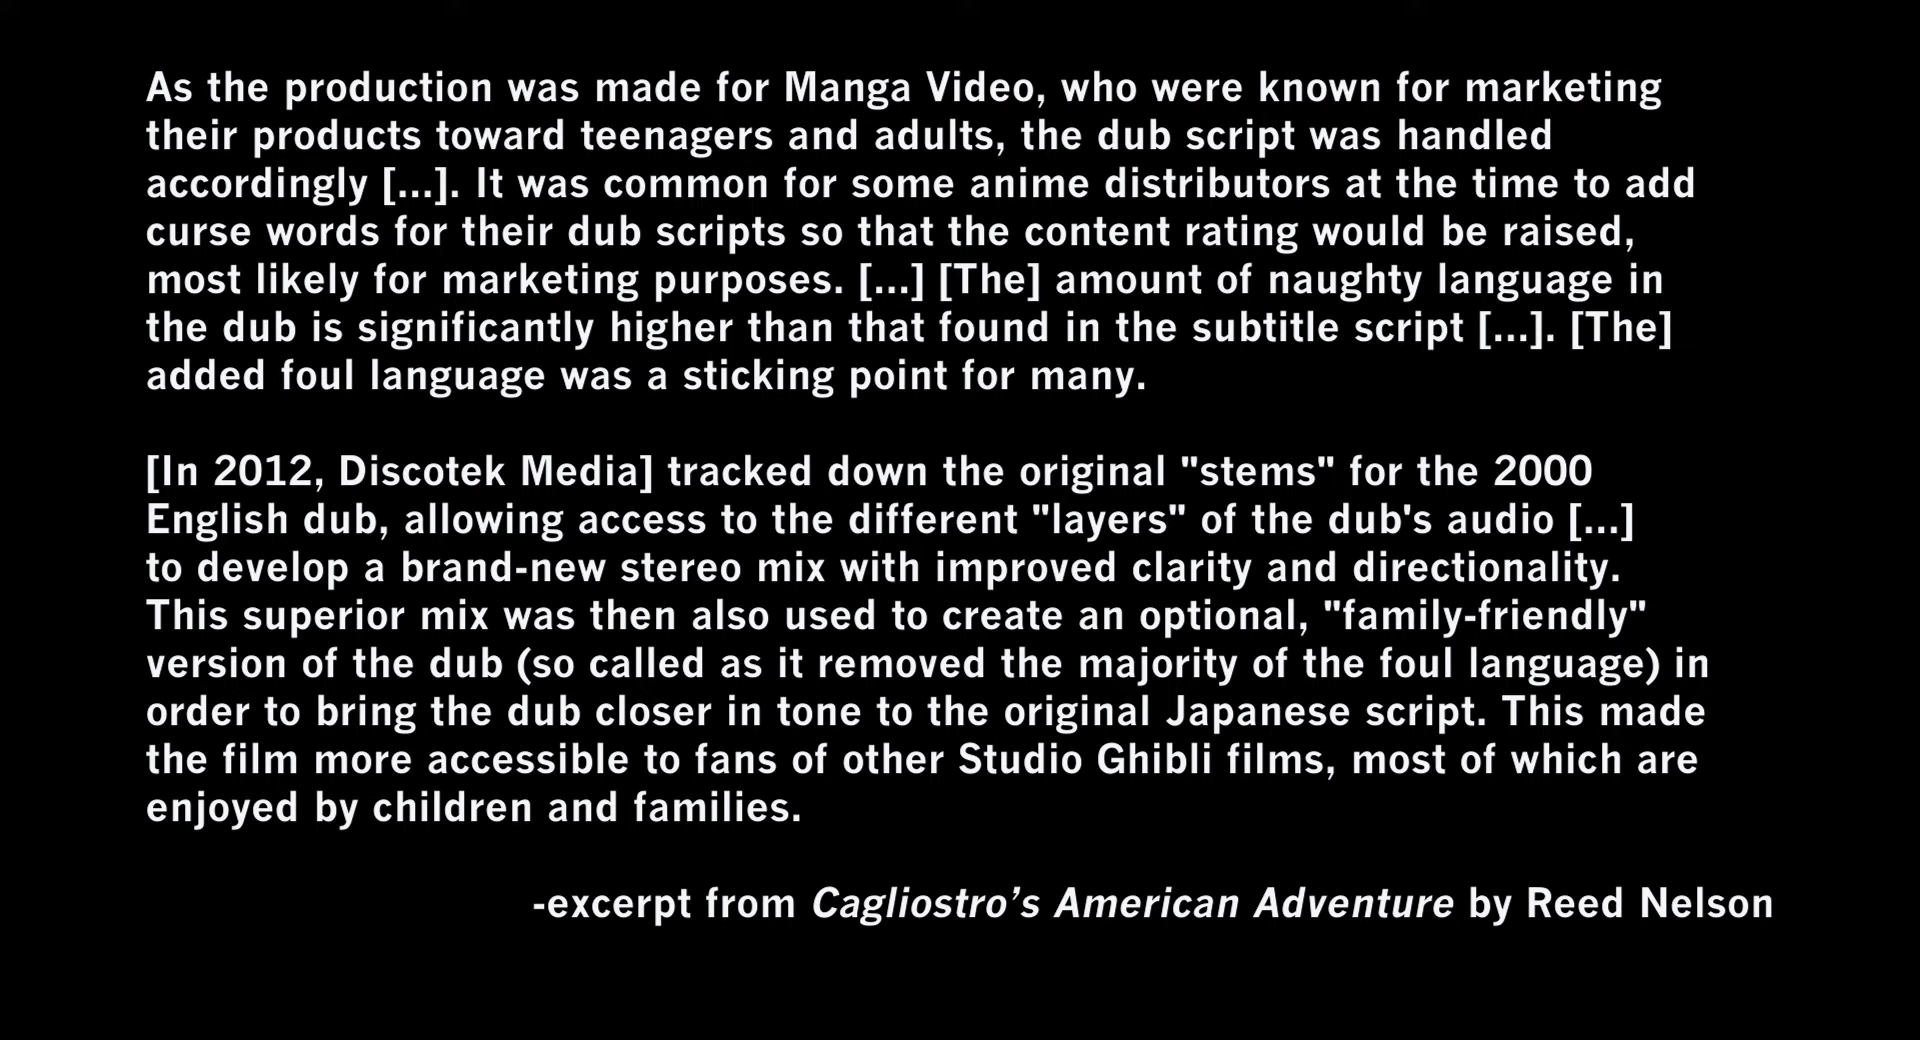 As the production was made for Manga Video, who were known for marketing
their products toward teenagers and adults, the dub script was handled
accordingly [...]. It was common for some anime distributors at the time to add
curse words for their dub scripts so that the content rating would be raised,
most likely for marketing purposes. [...] [The] amount of naughty language in
the dub is significantly higher than that found in the subtitle script [...]. [The]
added foul language was a sticking point for many.
[In 2012, Discotek Media] tracked down the original "stems" for the 2000
English dub, allowing access to the different "layers" of the dub's audio [...]
to develop a brand-new stereo mix with improved clarity and directionality.
This superior mix was then also used to create an optional, "family-friendly"
version of the dub (so called as it removed the majority of the foul language) in
order to bring the dub closer in tone to the original Japanese script. This made
the film more accessible to fans of other Studio Ghibli films, most of which are
enjoyed by children and families.
-excerpt from Cagliostro’s American Adventure by Reed Nelson